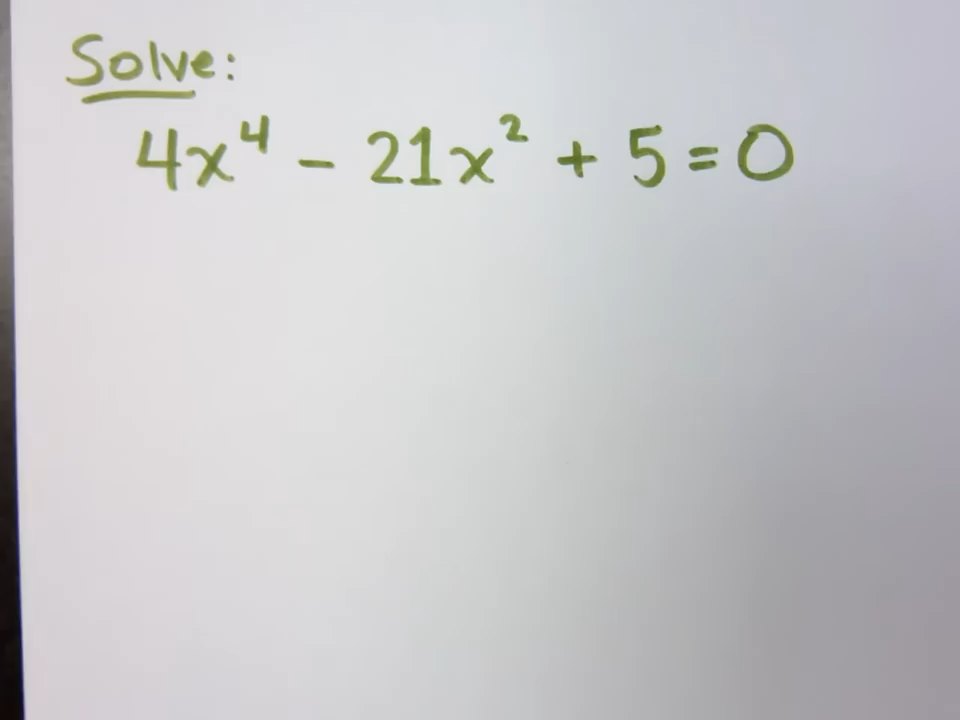 Solve:
4x⁴ - 21x² + 5 = 0